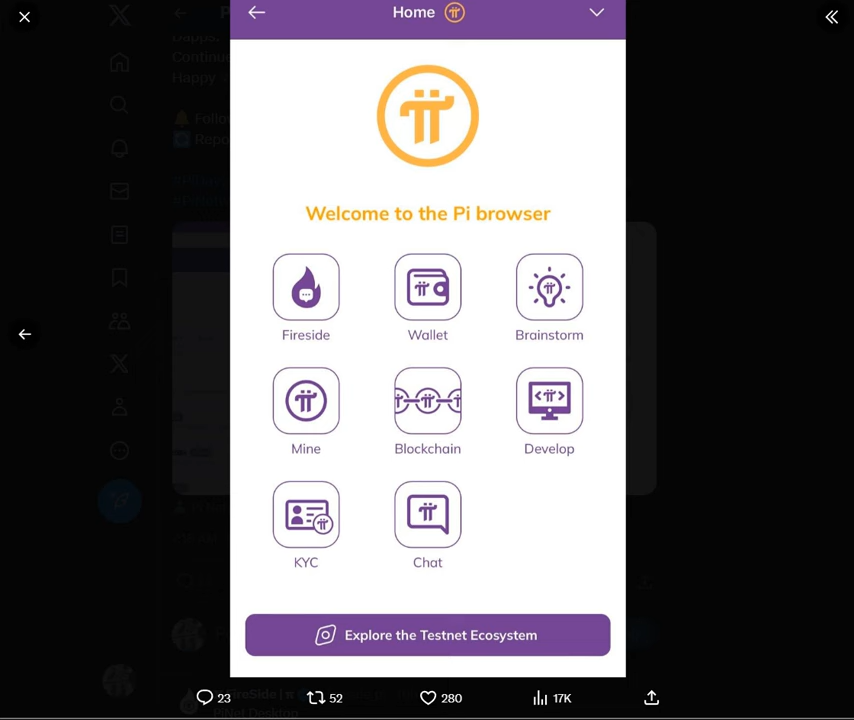 Home
Welcome to the Pi browser
Fireside
Wallet
Brainstorm
Mine
Blockchain
Develop
KYC
Chat
Explore the Testnet Ecosystem
23
52
280
17K